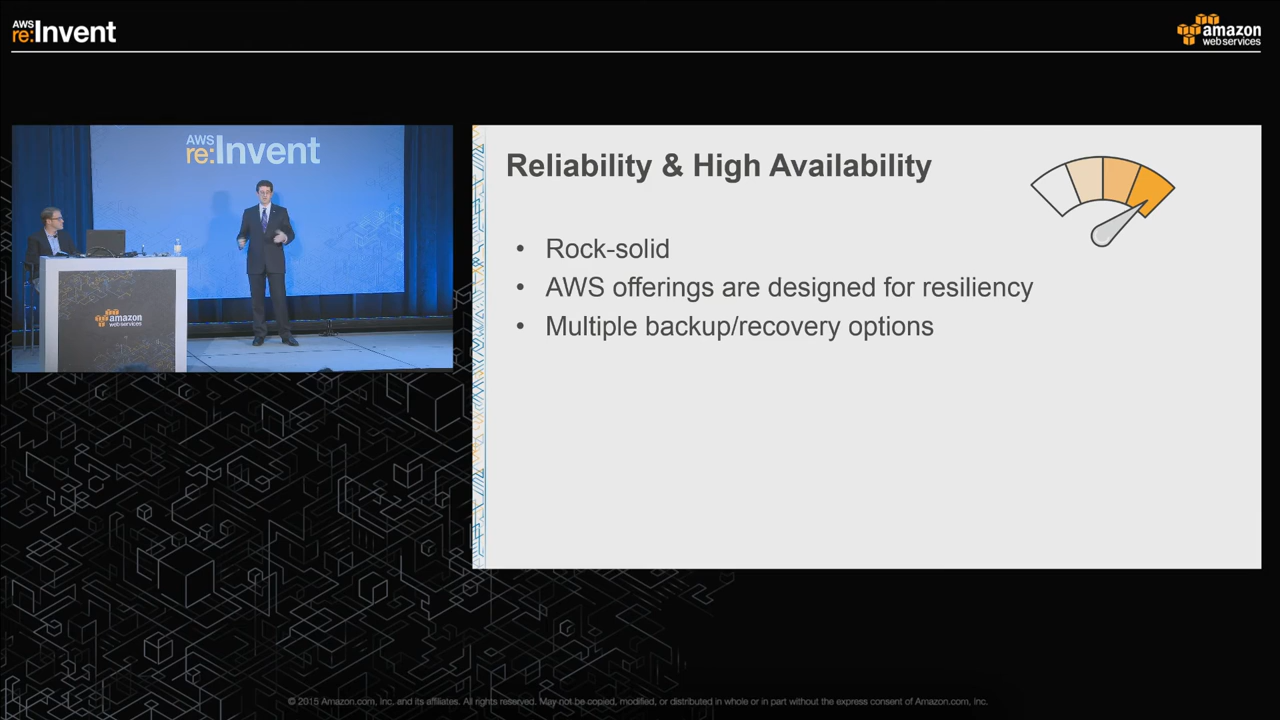 AWS
re:Invent
amazon
web services
AWS
re:Invent
amazon
web services
Reliability & High Availability
• Rock-solid
• AWS offerings are designed for resiliency
• Multiple backup/recovery options
© 2015 Amazon.com, Inc. and its affiliates. All rights reserved. May not be copied, modified, or distributed in whole or in part without the express consent of Amazon.com, Inc.